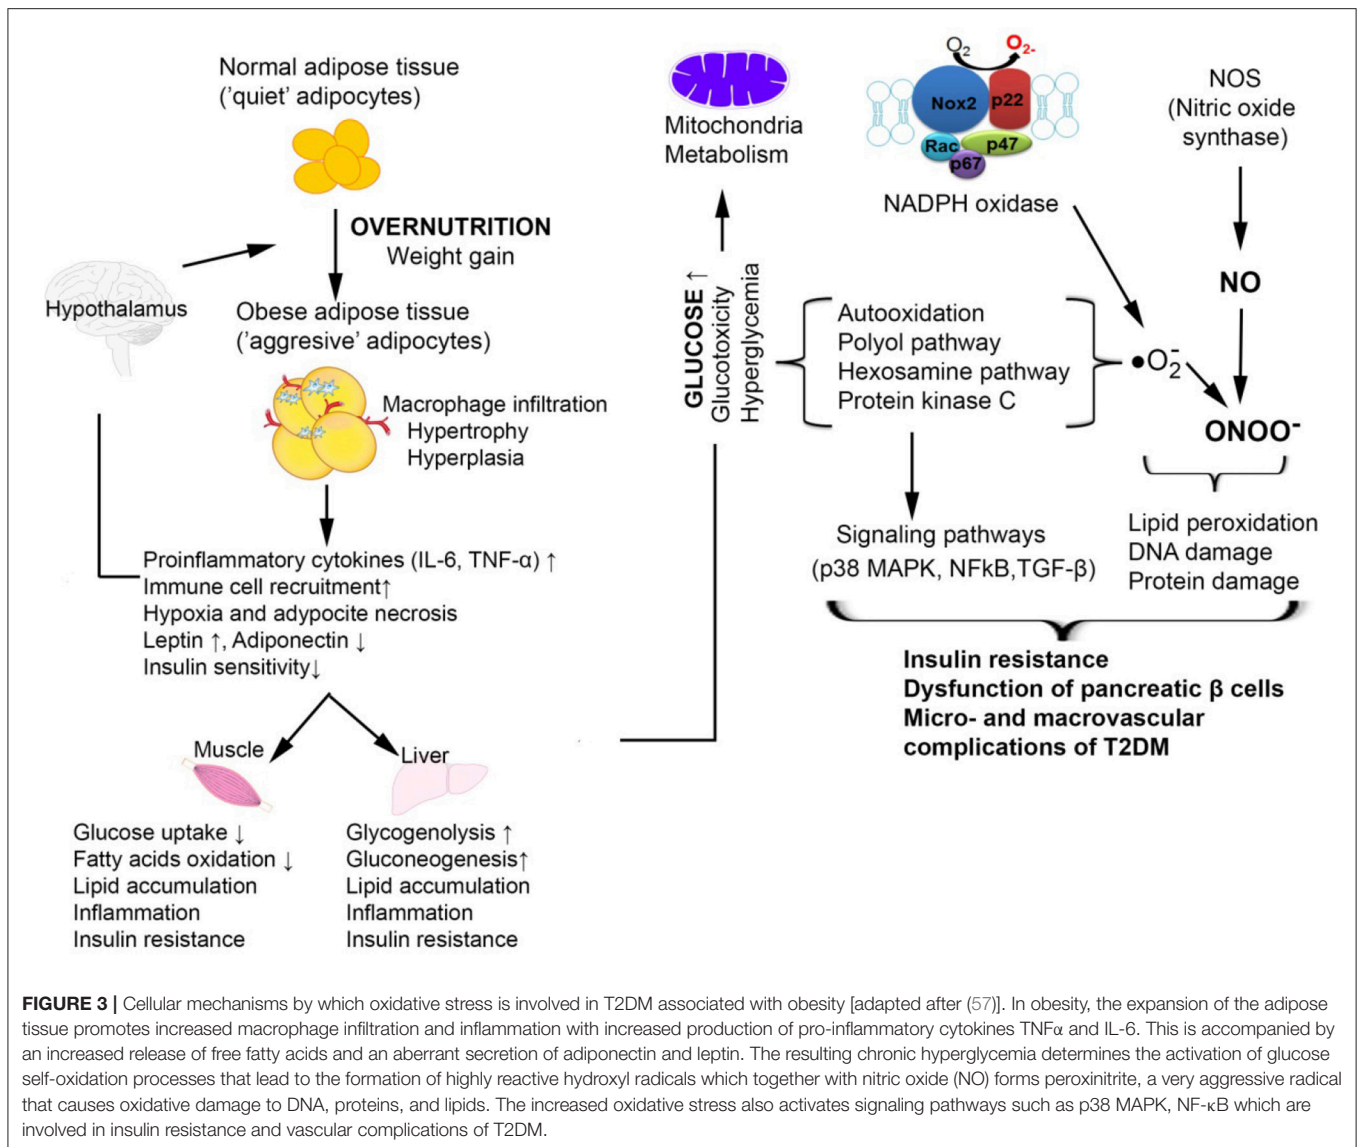 Normal adipose tissue
('quiet' adipocytes)
OVERNUTRITION
Weight gain
Hypothalamus
Obese adipose tissue
('aggresive' adipocytes)
Macrophage infiltration
Hypertrophy
Hyperplasia
Proinflammatory cytokines (IL-6, TNF-α) ↑
Immune cell recruitment↑
Hypoxia and adypocite necrosis
Leptin ↑, Adiponectin ↓
Insulin sensitivity↓
Muscle
Glucose uptake ↓
Fatty acids oxidation ↓
Lipid accumulation
Inflammation
Insulin resistance
Liver
Glycogenolysis ↑
Gluconeogenesis↑
Lipid accumulation
Inflammation
Insulin resistance
Mitochondria
Metabolism
GLUCOSE ↑
Glucotoxicity
Hyperglycemia
O2
O2-
Nox2
p22
Rac
p47
p67
NADPH oxidase
NOS
(Nitric oxide
synthase)
NO
Autooxidation
Polyol pathway
Hexosamine pathway
Protein kinase C
•O2-
ONOO-
Signaling pathways
(p38 MAPK, NFkB,TGF-β)
Lipid peroxidation
DNA damage
Protein damage
Insulin resistance
Dysfunction of pancreatic β cells
Micro- and macrovascular
complications of T2DM
FIGURE 3 | Cellular mechanisms by which oxidative stress is involved in T2DM associated with obesity [adapted after (57)]. In obesity, the expansion of the adipose
tissue promotes increased macrophage infiltration and inflammation with increased production of pro-inflammatory cytokines TNFα and IL-6. This is accompanied by
an increased release of free fatty acids and an aberrant secretion of adiponectin and leptin. The resulting chronic hyperglycemia determines the activation of glucose
self-oxidation processes that lead to the formation of highly reactive hydroxyl radicals which together with nitric oxide (NO) forms peroxinitrite, a very aggressive radical
that causes oxidative damage to DNA, proteins, and lipids. The increased oxidative stress also activates signaling pathways such as p38 MAPK, NF-κB which are
involved in insulin resistance and vascular complications of T2DM.